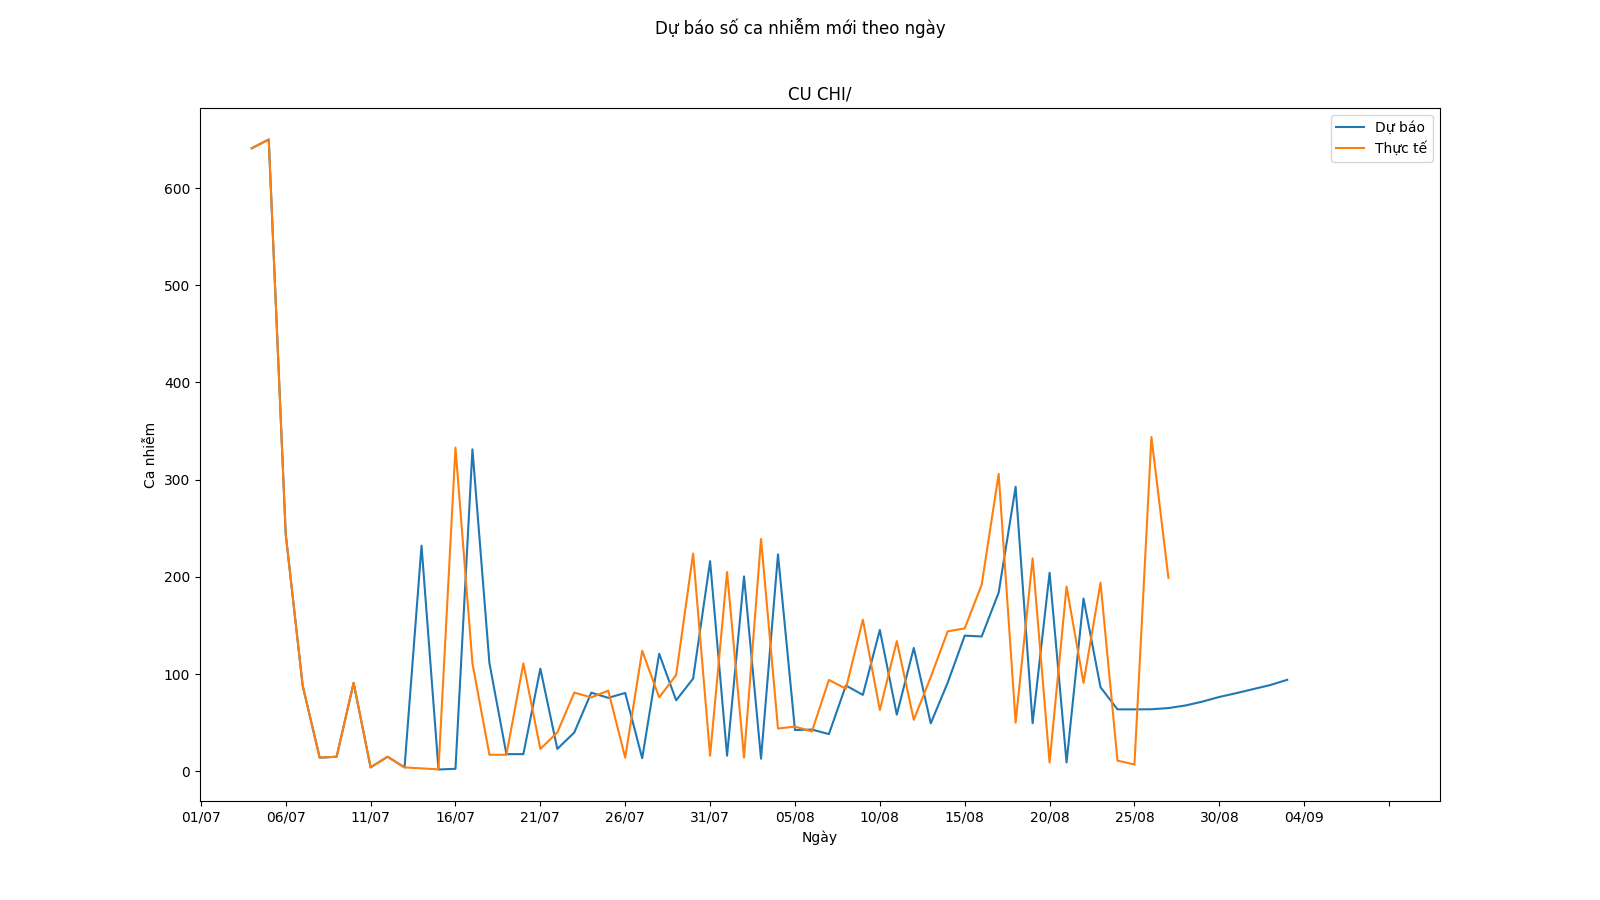 Dự báo số ca nhiễm mới theo ngày
CU CHI/
Dự báo
Thực tế
Ca nhiễm
600
500
400
300
200
100
0
01/07 06/07 11/07 16/07 21/07 26/07 31/07 05/08 10/08 15/08 20/08 25/08 30/08 04/09
Ngày